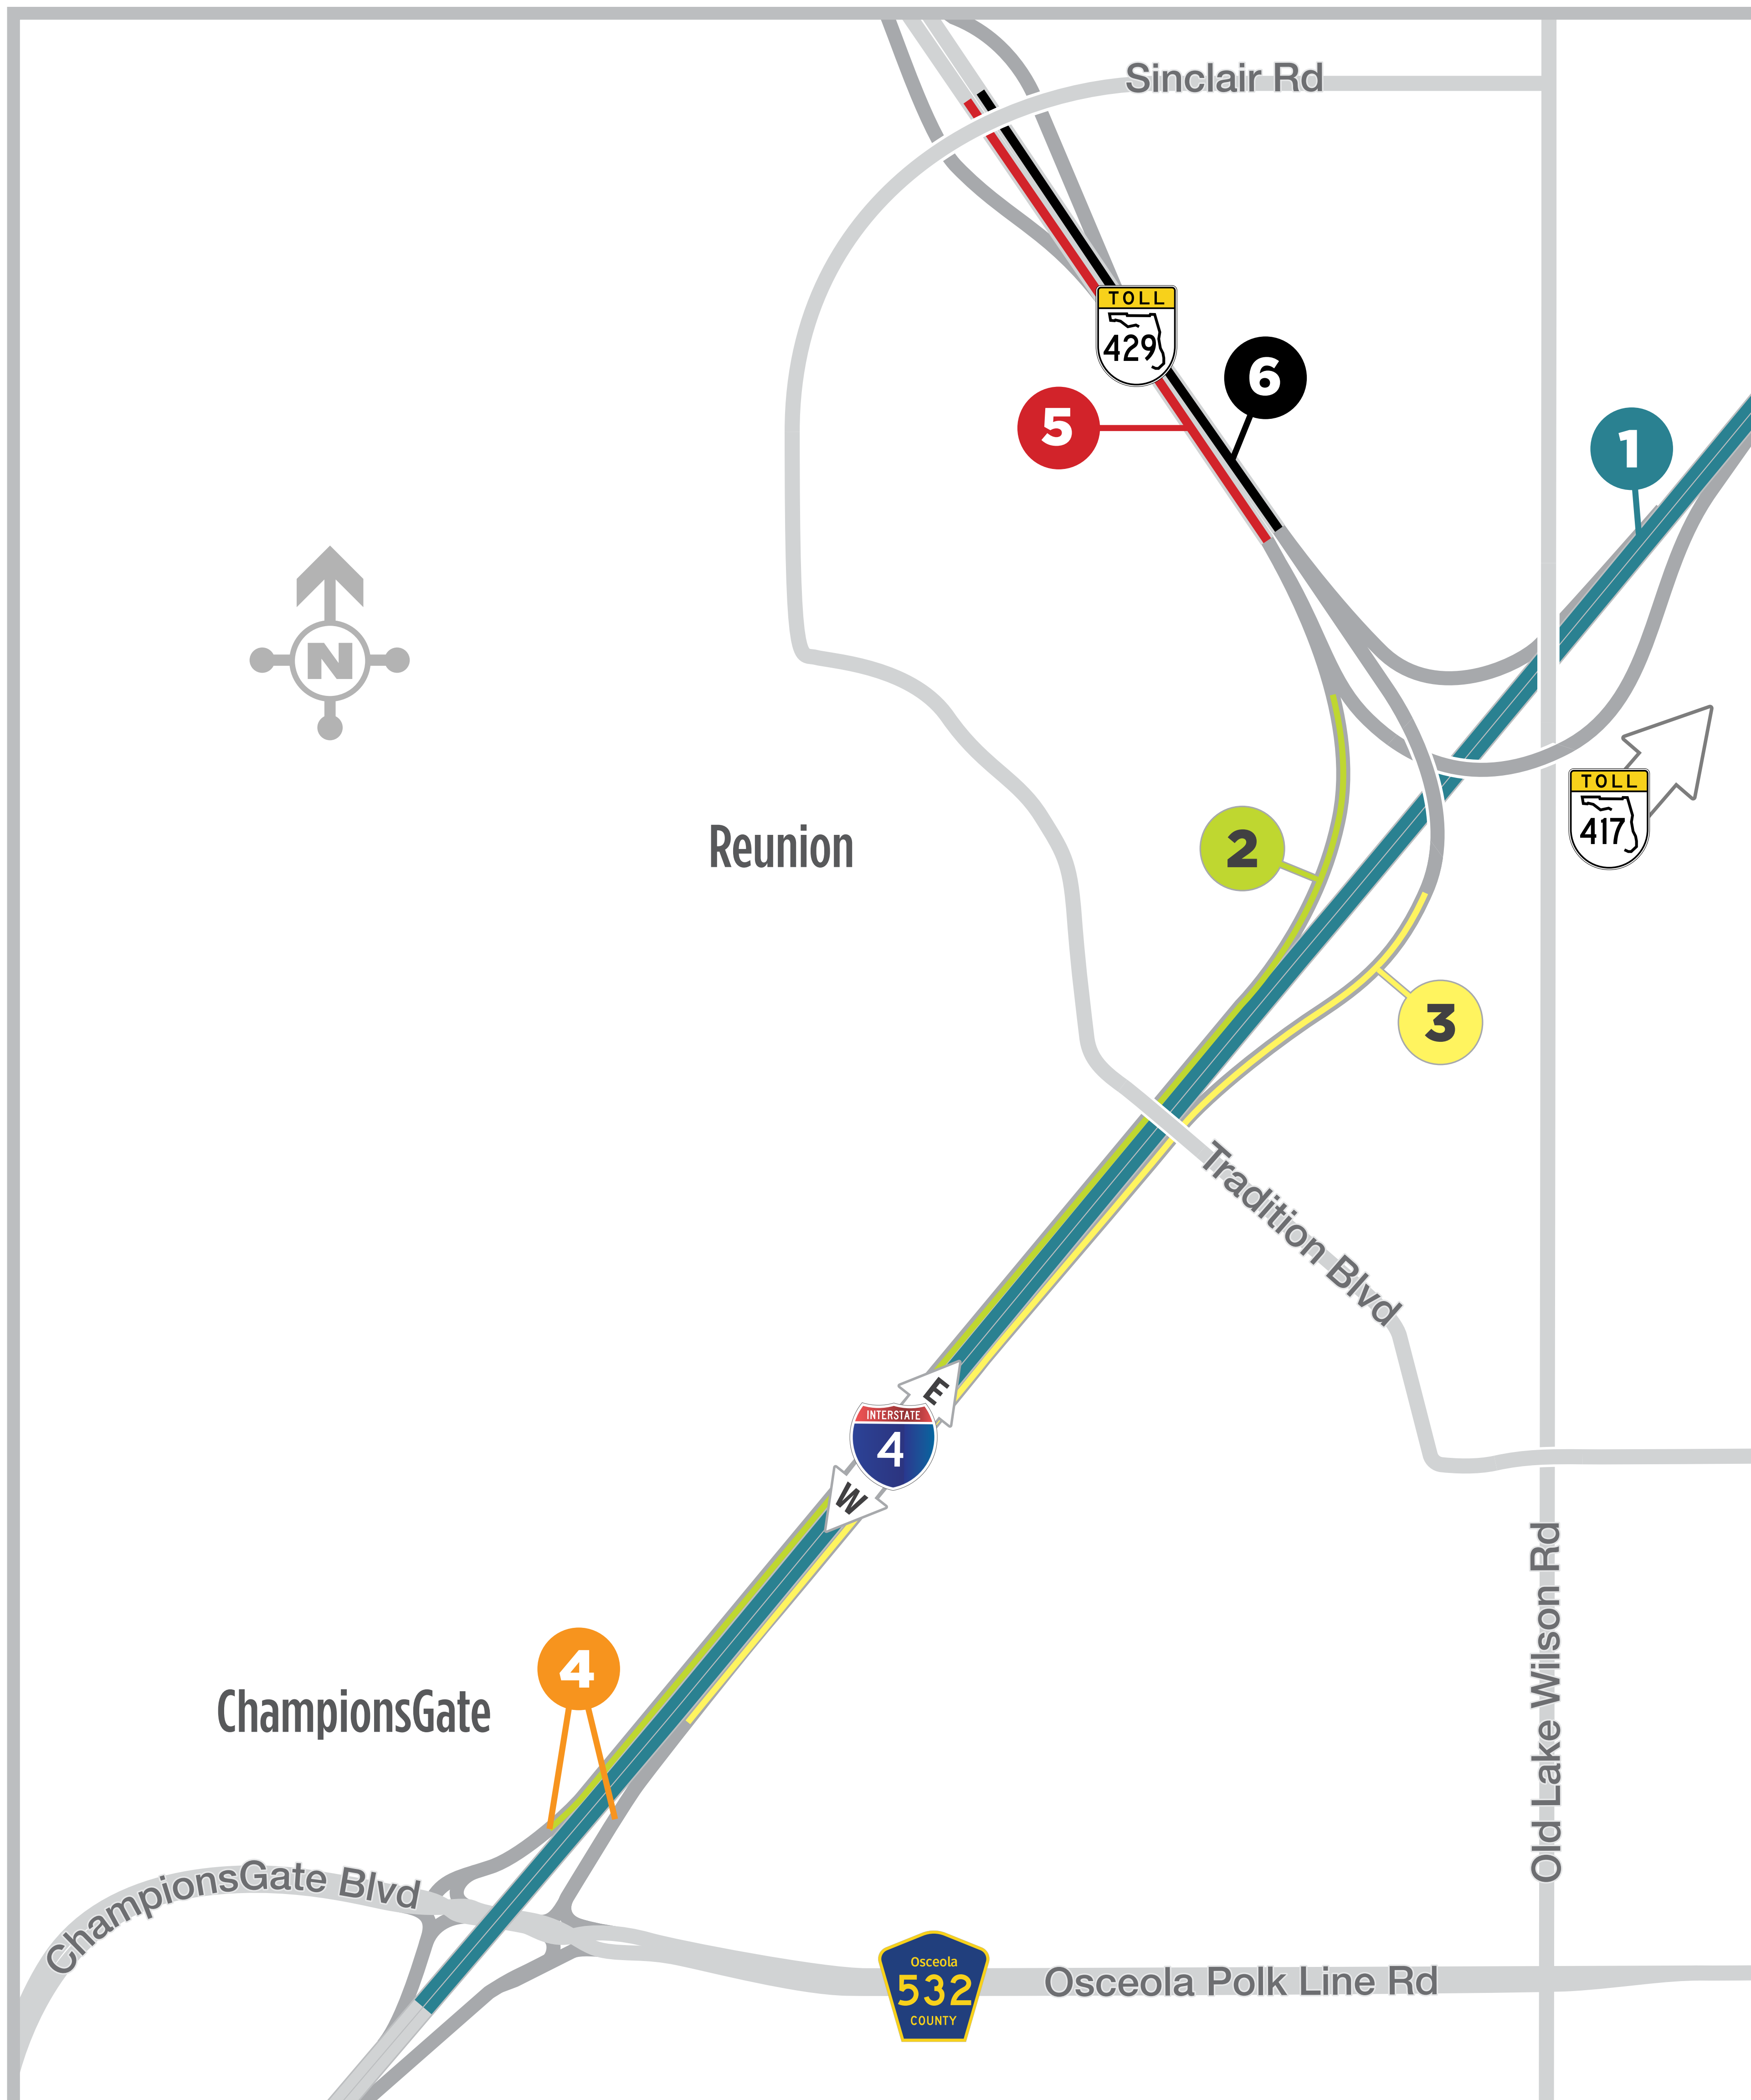 Sinclair Rd
TOLL
429
6
5
1
N
TOLL
417
Reunion
2
3
Tradition Blvd
E
INTERSTATE
4
W
Old Lake Wilson Rd
4
ChampionsGate
ChampionsGate Blvd
Osceola
532
COUNTY
Osceola Polk Line Rd